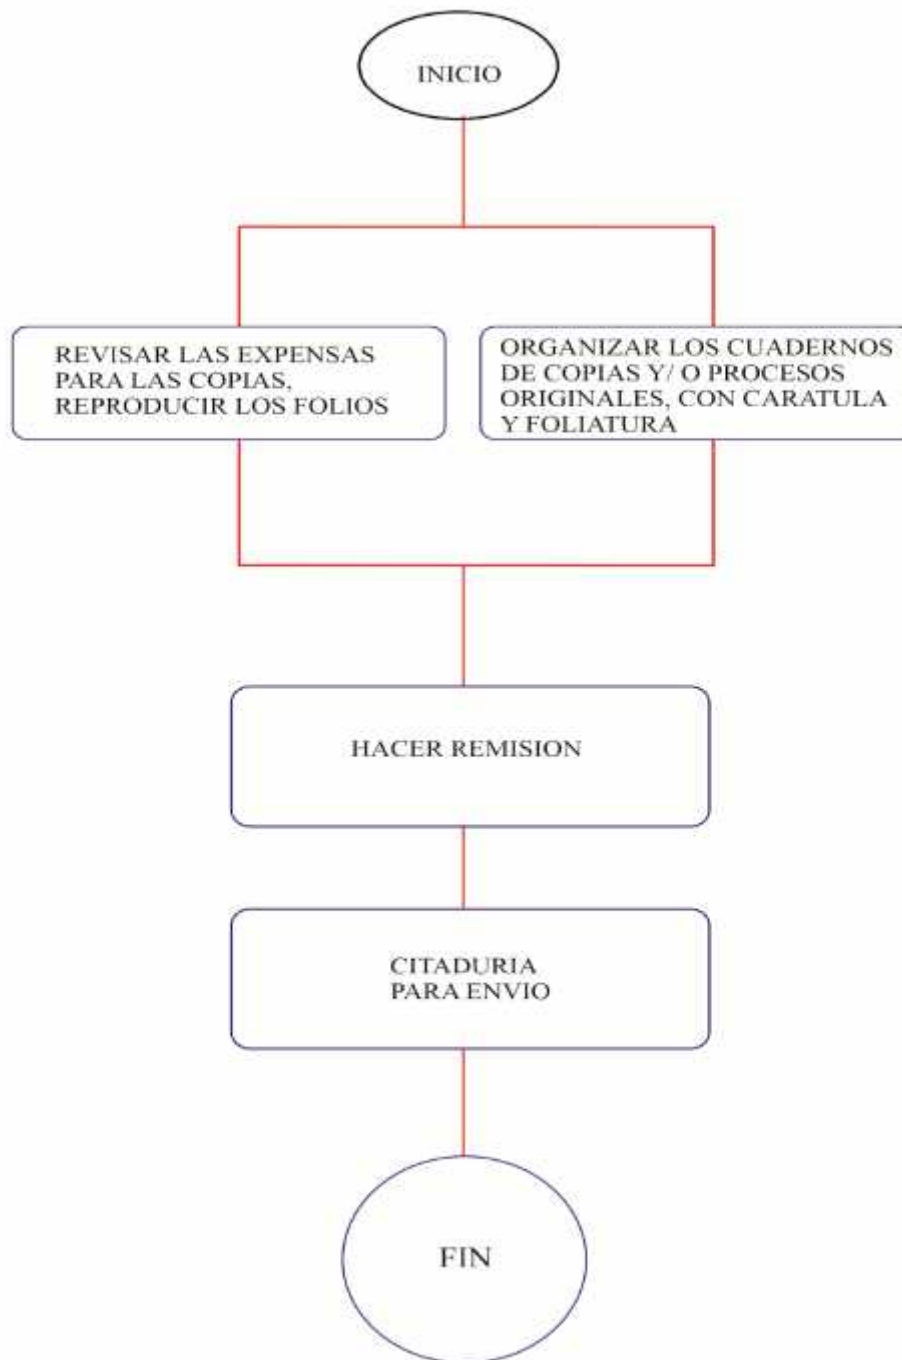 INICIO
REVISAR LAS EXPENSAS
PARA LAS COPIAS,
REPRODUCIR LOS FOLIOS
ORGANIZAR LOS CUADERNOS
DE COPIAS Y/ O PROCESOS
ORIGINALES, CON CARATULA
Y FOLIATURA
HACER REMISION
CITADURIA
PARA ENVIO
FIN